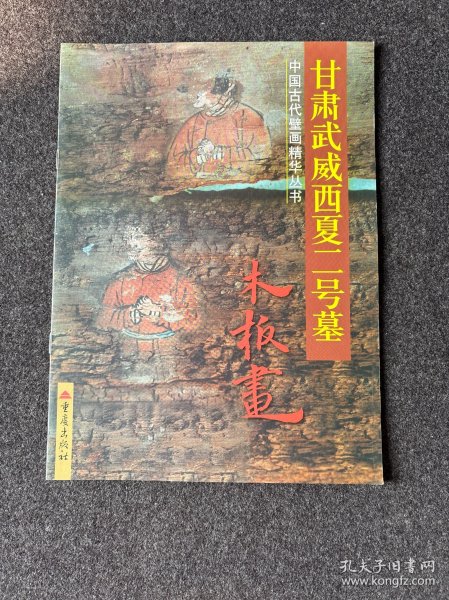 甘肃武威西夏二号墓
中国古代壁画精华丛书
木板畫
重庆出版社
孔夫子旧书网
www.kongfz.com